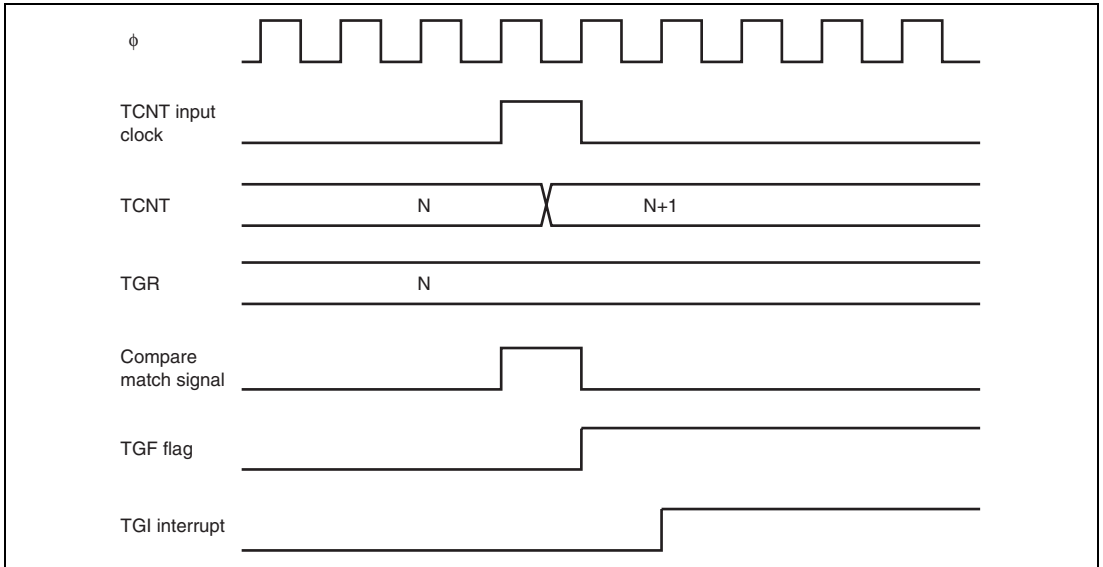 ϕ
TCNT input
clock
TCNT
N
N+1
TGR
N
Compare
match signal
TGF flag
TGI interrupt